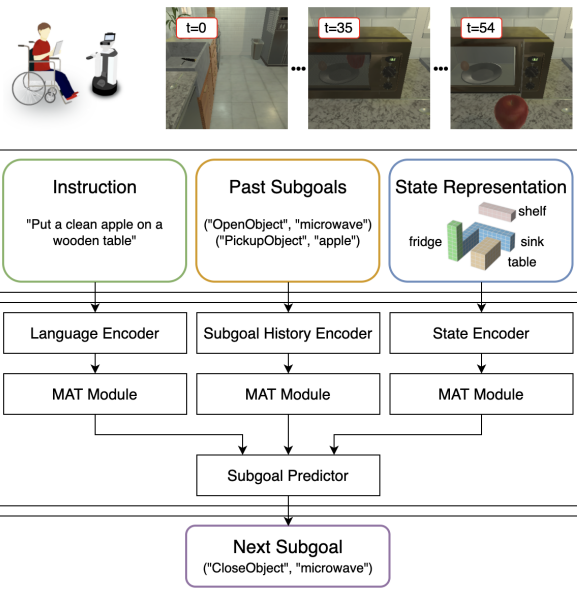 t=0
t=35
t=54
Instruction
"Put a clean apple on a
wooden table"
Past Subgoals
("OpenObject", "microwave")
("PickupObject", "apple")
State Representation
shelf
fridge
sink
table
Language Encoder
Subgoal History Encoder
State Encoder
MAT Module
MAT Module
MAT Module
Subgoal Predictor
Next Subgoal
("CloseObject", "microwave")